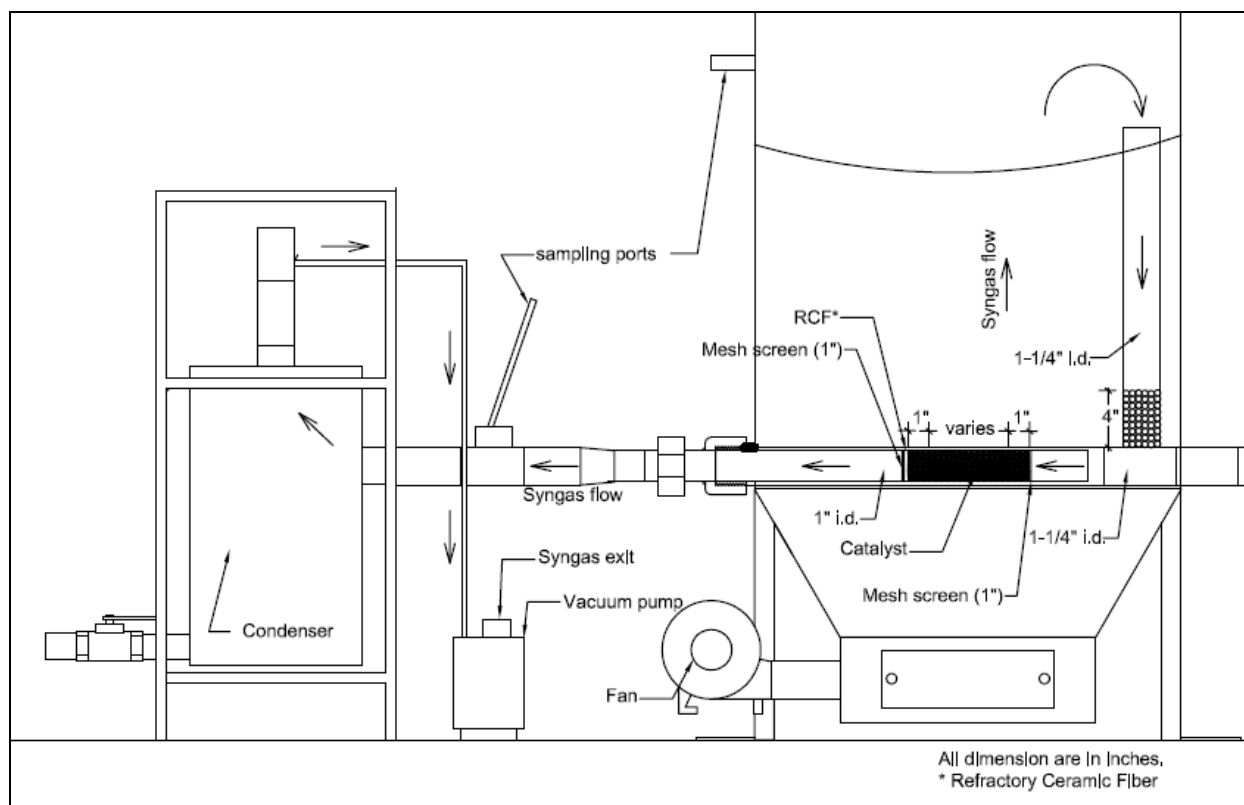 sampling ports
Syngas flow
RCF*
Mesh screen (1")
1-1/4" i.d.
1"
varies
1"
4"
Syngas flow
1" i.d.
1-1/4" i.d.
Catalyst
Syngas exit
Vacuum pump
Mesh screen (1")
Condenser
Fan
All dimension are in inches.
* Refractory Ceramic Fiber